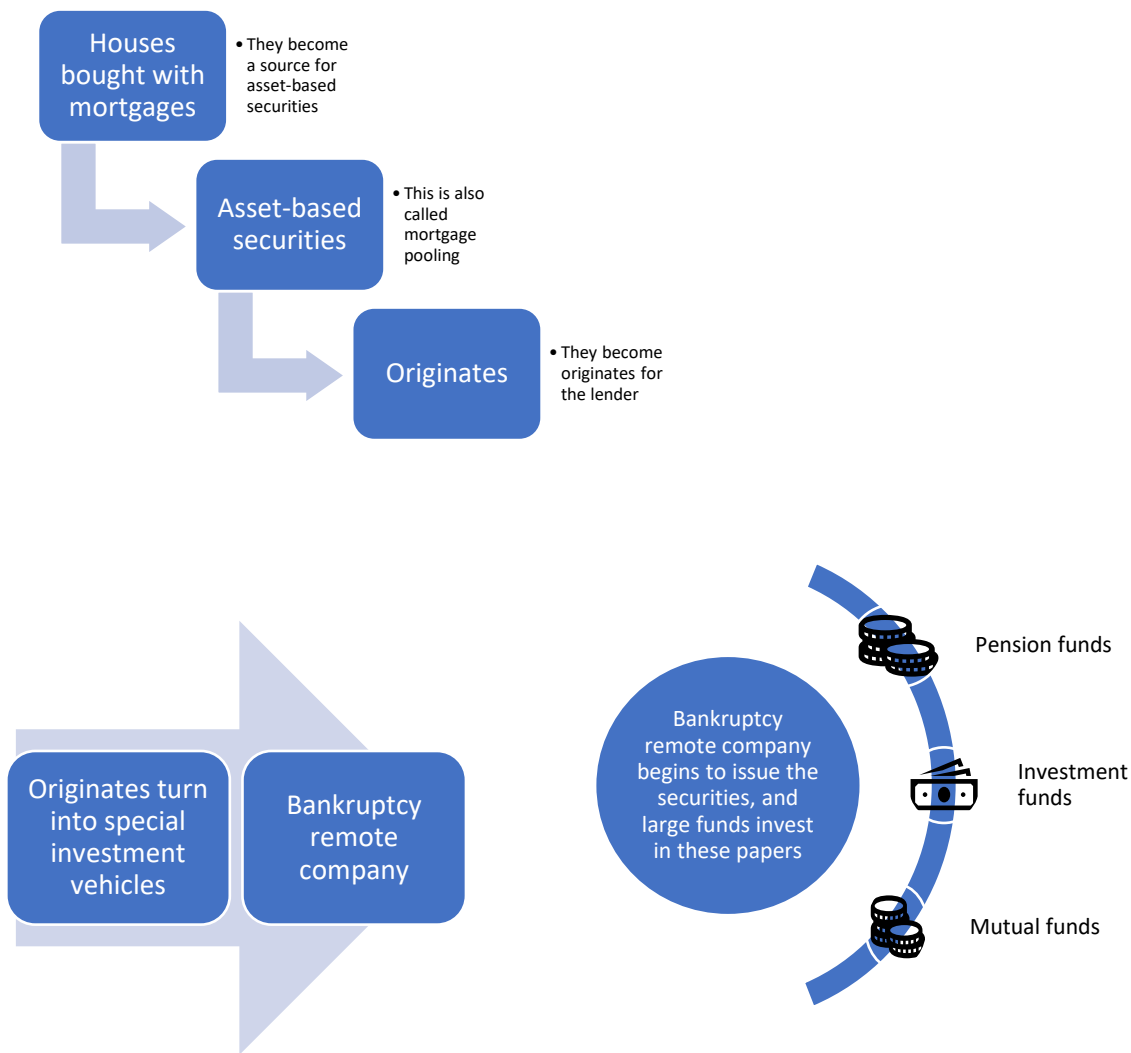 Houses
bought with
mortgages
• They become
a source for
asset-based
securities
Asset-based
securities
• This is also
called
mortgage
pooling
Originates
• They become
originates for
the lender
Originates turn
into special
investment
vehicles
Bankruptcy
remote
company
Bankruptcy
remote company
begins to issue the
securities, and
large funds invest
in these papers
Pension funds
Investment
funds
Mutual funds